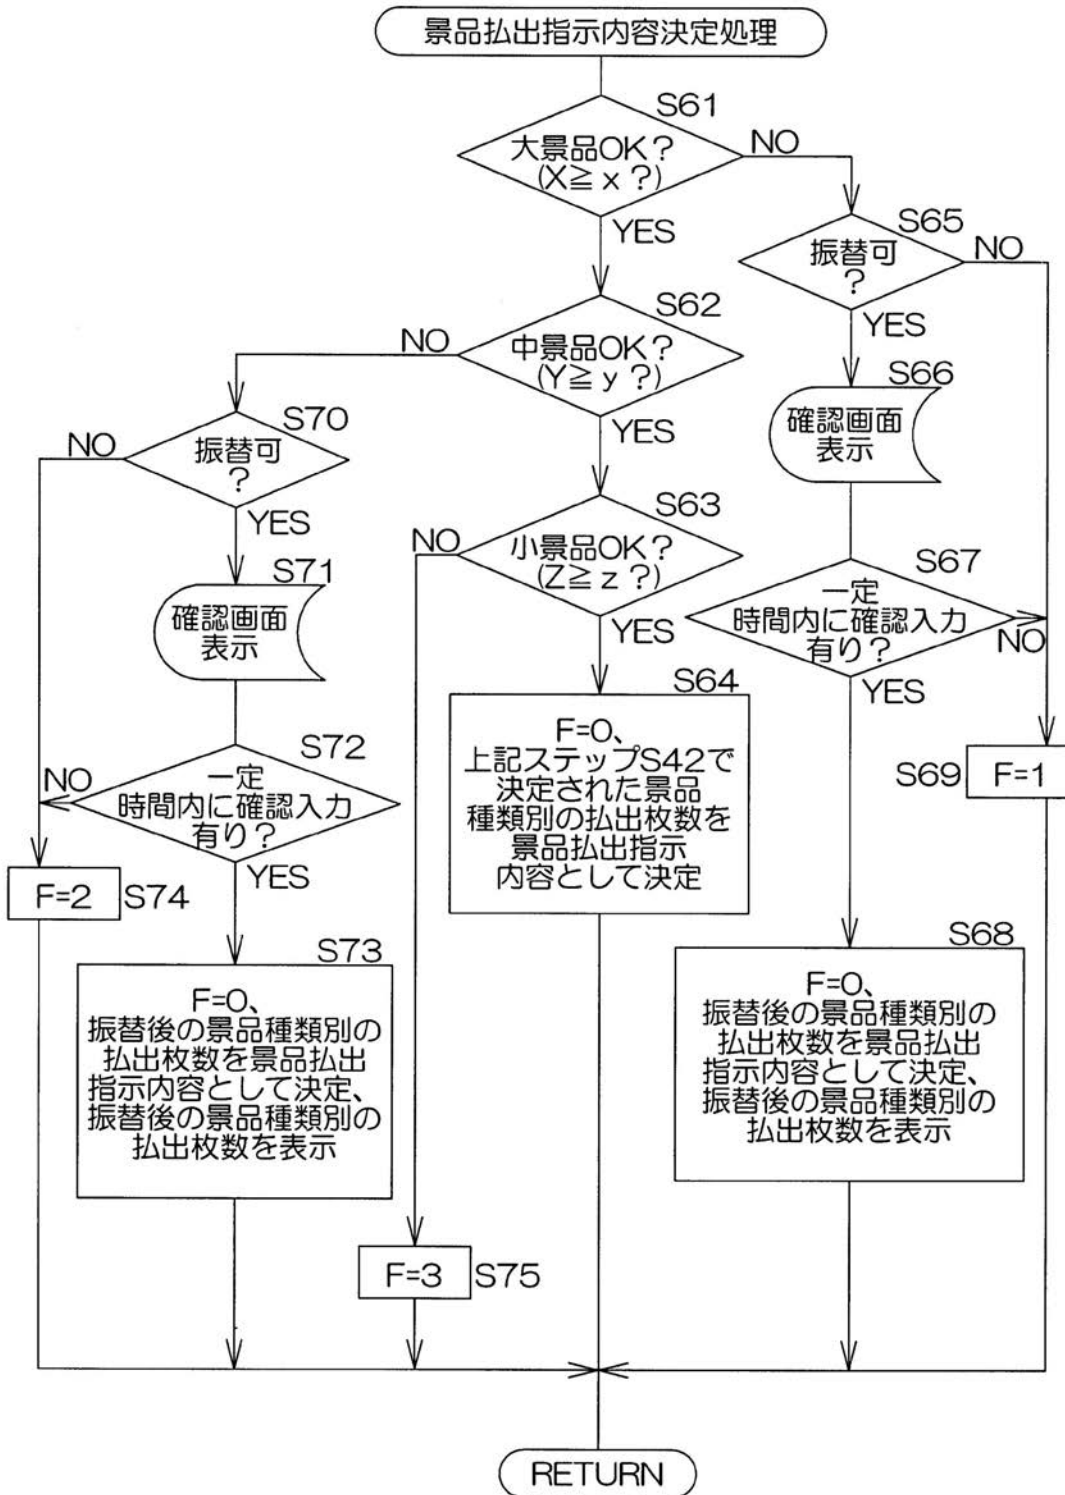 景品払出指示内容決定処理
S61
大景品OK?
(X≧x?)
NO
YES
S65
振替可
?
NO
YES
S62
中景品OK?
(Y≧y?)
NO
YES
S66
確認画面
表示
S70
振替可
?
NO
YES
S63
小景品OK?
(Z≧z?)
NO
YES
S67
一定
時間内に確認入力
有り?
NO
YES
S71
確認画面
表示
S64
F=0、
上記ステップS42で
決定された景品
種類別の払出枚数を
景品払出指示
内容として決定
S69
F=1
S72
一定
時間内に確認入力
有り?
NO
YES
F=2
S74
S73
F=0、
振替後の景品種類別の
払出枚数を景品払出
指示内容として決定、
振替後の景品種類別の
払出枚数を表示
S68
F=0、
振替後の景品種類別の
払出枚数を景品払出
指示内容として決定、
振替後の景品種類別の
払出枚数を表示
F=3
S75
RETURN